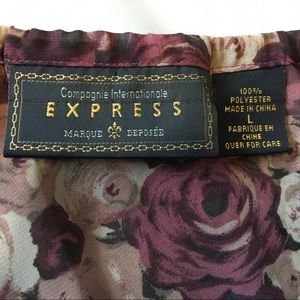 Compagnie Internationale
EXPRESS
MARQUE DEPOSÉE
100%
POLYESTER
MADE IN CHINA
L
FABRIQUE EN
CHINE
OVER FOR CARE